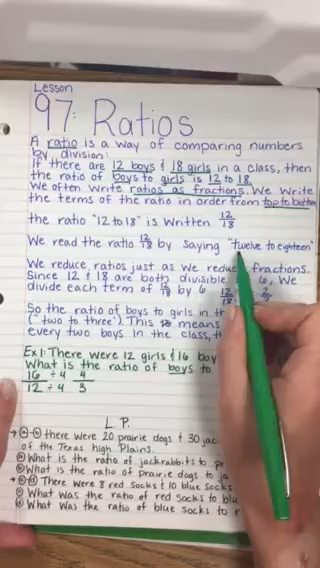 Lesson
97: Ratios
A ratio is a way of comparing numbers
by division:
If there are 12 boys & 18 girls in a class, then
the ratio of boys to girls is 12 to 18.
We often write ratios as fractions. We write
the terms of the ratio in order from top to bottom
the ratio "12 to 18" is written 12/18
We read the ratio 12/18 by saying "twelve to eighteen"
We reduce ratios just as we reduce fractions.
Since 12 & 18 are both divisible 6, we
divide each term of 12/18 by 6 12/18
So the ratio of boys to girls in
("two to three"). This means
every two boys in the class,
Ex1: There were 12 girls & 16 boy
What is the ratio of boys to
16 ÷ 4 4
12 ÷ 4 3
L.P.
→ a-b there were 20 prairie dogs & 30
of the Texas high Plains.
a What is the ratio of jackrabbits to
b What is the ratio of prairie dogs to
→ c-d There were 8 red socks & 10 blue socks
c What was the ratio of red socks to
d What was the ratio of blue socks to